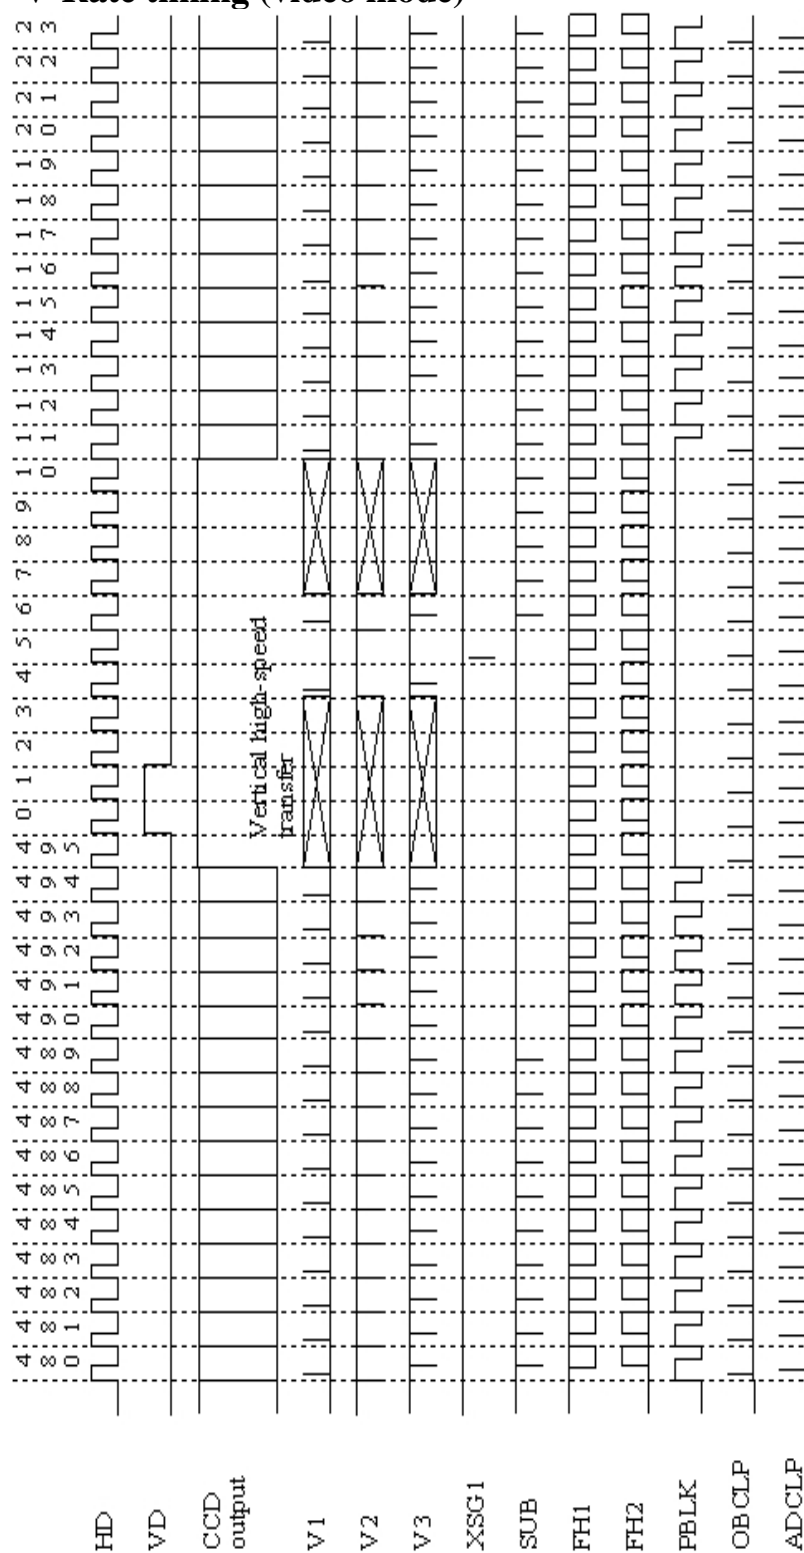 V Rate timing (video mode)
480 481 482 483 484 485 486 487 488 489 490 491 492 493 494 495 0 1 2 3 4 5 6 7 8 9 10 11 12 13 14 15 16 17 18 19 20 21 22 23
HD
VD
CCD
output
Vertical high-speed
transfer
V1
V2
V3
XSG1
SUB
FH1
FH2
PBLK
OBCLP
ADCLP